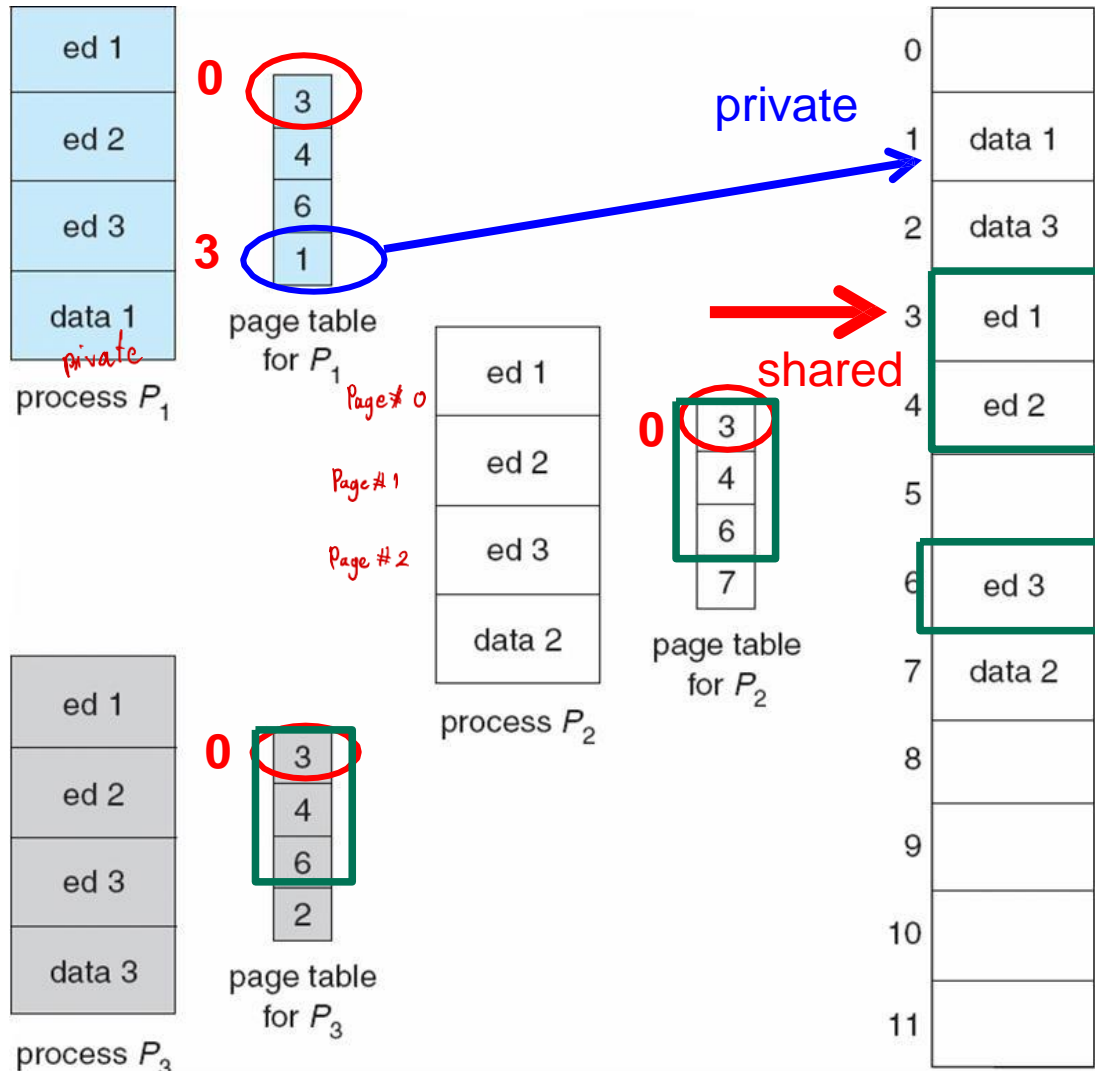 ed 1
ed 2
ed 3
data 1
private
process P1
0
3
4
6
1
3
page table
for P1
private
shared
Page # 0
Page # 1
Page # 2
ed 1
ed 2
ed 3
data 2
process P2
0
3
4
6
7
page table
for P2
ed 1
ed 2
ed 3
data 3
process P3
0
3
4
6
2
page table
for P3
0
1 data 1
2 data 3
3 ed 1
4 ed 2
5
6 ed 3
7 data 2
8
9
10
11